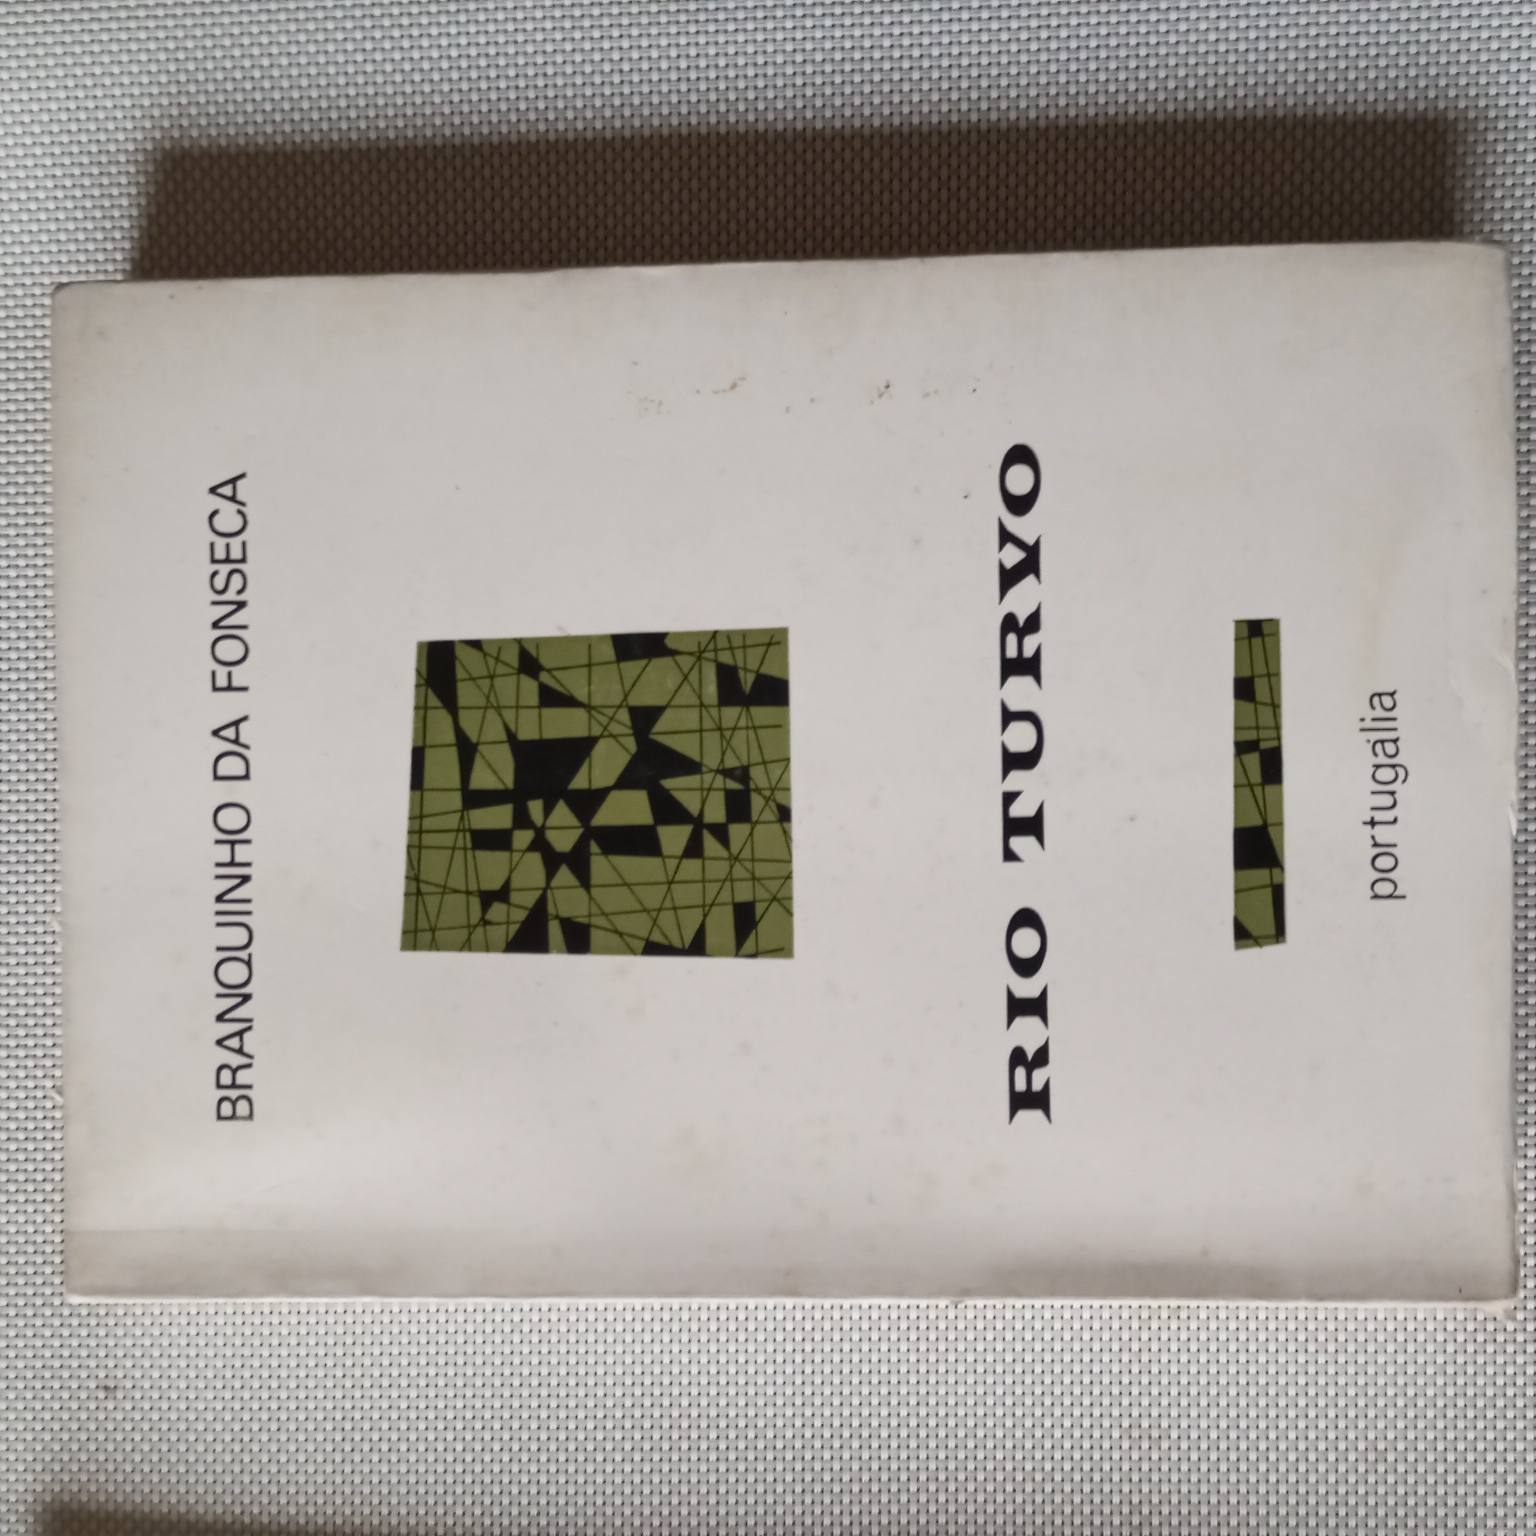 BRANQUINHO DA FONSECA
RIO TURVO
portugália